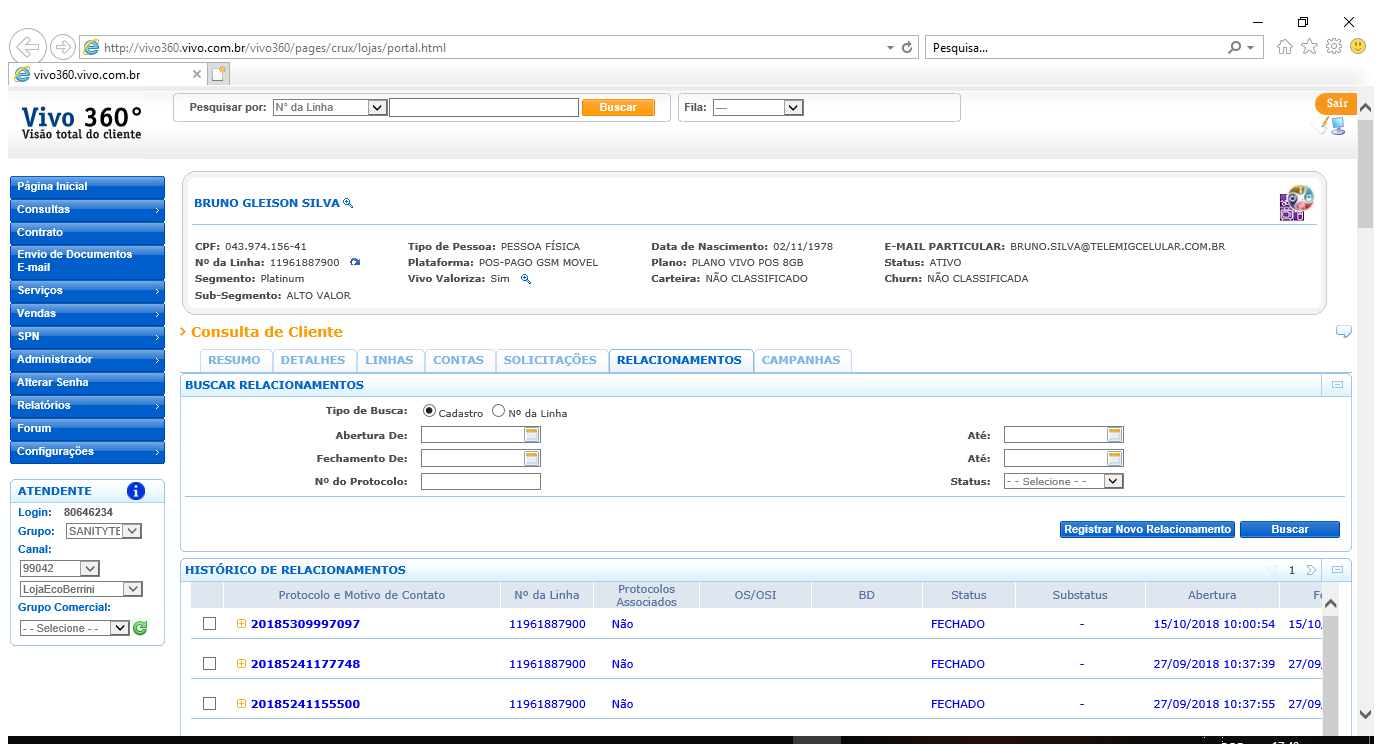 http://vivo360.vivo.com.br/vivo360/pages/crux/lojas/portal.html
Pesquisa...
vivo360.vivo.com.br
Vivo 360°
Visão total do cliente
Pesquisar por: N° da Linha Buscar Fila: --- Sair
Página Inicial
Consultas
Contrato
Envio de Documentos
E-mail
Serviços
Vendas
SPN
Administrador
Alterar Senha
Relatórios
Forum
Configurações
ATENDENTE
Login: 80646234
Grupo: SANITYTE
Canal:
99042
LojaEcoBerrini
Grupo Comercial:
- - Selecione - -
BRUNO GLEISON SILVA
CPF: 043.974.156-41 Tipo de Pessoa: PESSOA FÍSICA Data de Nascimento: 02/11/1978 E-MAIL PARTICULAR: BRUNO.SILVA@TELEMIGCELULAR.COM.BR
Nº da Linha: 11961887900 Plataforma: POS-PAGO GSM MOVEL Plano: PLANO VIVO POS 8GB Status: ATIVO
Segmento: Platinum Vivo Valoriza: Sim Carteira: NÃO CLASSIFICADO Churn: NÃO CLASSIFICADA
Sub-Segmento: ALTO VALOR
Consulta de Cliente
RESUMO DETALHES LINHAS CONTAS SOLICITAÇÕES RELACIONAMENTOS CAMPANHAS
BUSCAR RELACIONAMENTOS
Tipo de Busca: Cadastro Nº da Linha
Abertura De: Até:
Fechamento De: Até:
Nº do Protocolo: Status: - - Selecione - -
Registrar Novo Relacionamento Buscar
HISTÓRICO DE RELACIONAMENTOS 1
Protocolo e Motivo de Contato Nº da Linha Protocolos Associados OS/OSI BD Status Substatus Abertura
20185309997097 11961887900 Não FECHADO - 15/10/2018 10:00:54 15/10
20185241177748 11961887900 Não FECHADO - 27/09/2018 10:37:39 27/09
20185241155500 11961887900 Não FECHADO - 27/09/2018 10:37:55 27/09